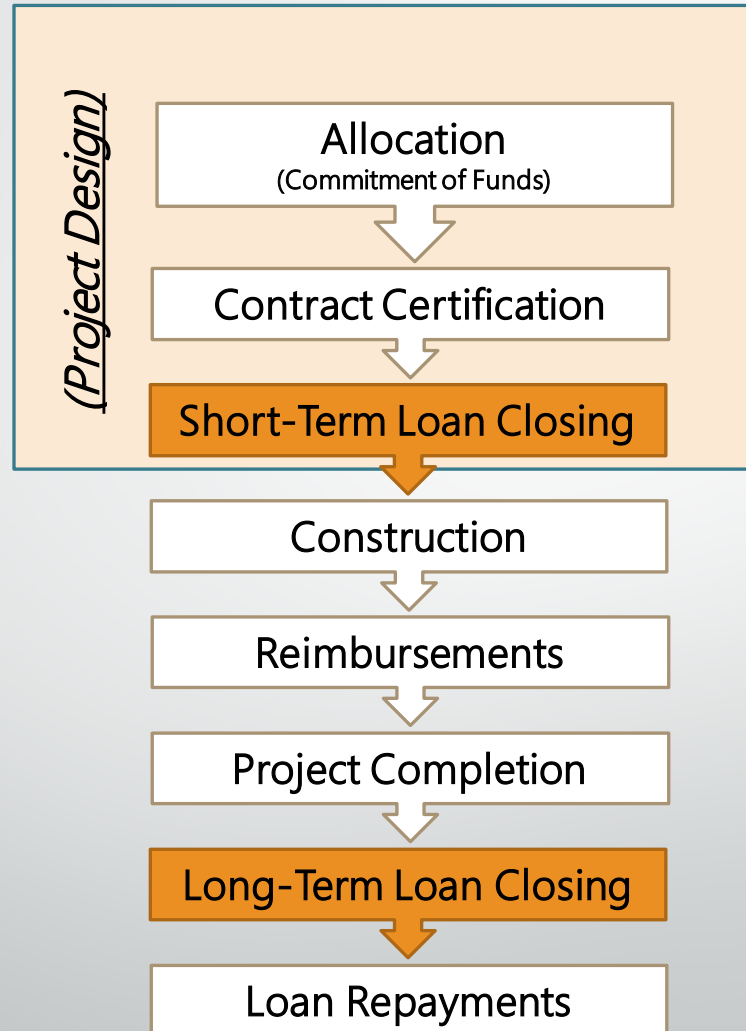 (Project Design)
Allocation
(Commitment of Funds)
Contract Certification
Short-Term Loan Closing
Construction
Reimbursements
Project Completion
Long-Term Loan Closing
Loan Repayments